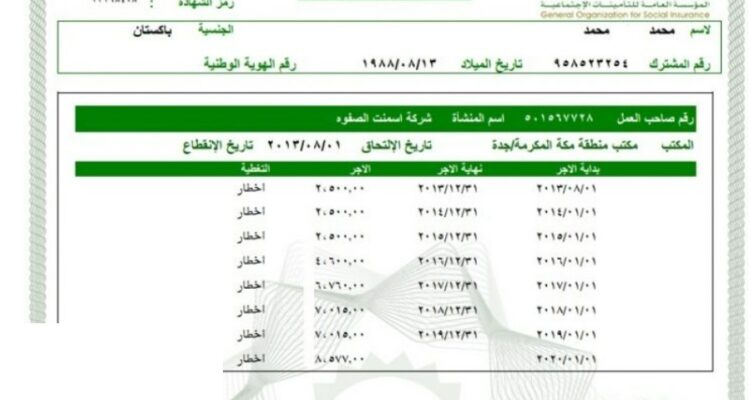 رمز الشهادة :
المؤسسة العامة للتأمينات الإجتماعية
General Organization for Social Insurance
لاسم محمد محمد الجنسية باكستان
رقم المشترك ٩٥٨٥٢٣٢٥٤ تاريخ الميلاد ١٩٨٨/٠٨/١٣ رقم الهوية الوطنية
رقم صاحب العمل ٥٠١٥٦٧٧٢٨ اسم المنشأة شركة اسمنت الصفوه
المكتب مكتب منطقة مكة المكرمة/جدة تاريخ الإلتحاق ٢٠١٣/٠٨/٠١ تاريخ الإنقطاع
بداية الاجر نهاية الاجر الاجر التغطية
٢٠١٣/٠٨/٠١ ٢٠١٣/١٢/٣١ ٢،٥٠٠,٠٠ اخطار
٢٠١٤/٠١/٠١ ٢٠١٤/١٢/٣١ ٢،٥٠٠,٠٠ اخطار
٢٠١٥/٠١/٠١ ٢٠١٥/١٢/٣١ ٢،٥٠٠,٠٠ اخطار
٢٠١٦/٠١/٠١ ٢٠١٦/١٢/٣١ ٤،٦٠٠,٠٠ اخطار
٢٠١٧/٠١/٠١ ٢٠١٧/١٢/٣١ ٦،٧٦٠,٠٠ اخطار
٢٠١٨/٠١/٠١ ٢٠١٨/١٢/٣١ ٧،٠١٥,٠٠ اخطار
٢٠١٩/٠١/٠١ ٢٠١٩/١٢/٣١ ٧،٠١٥,٠٠ اخطار
٢٠٢٠/٠١/٠١ ٨،٥٧٧,٠٠ اخطار